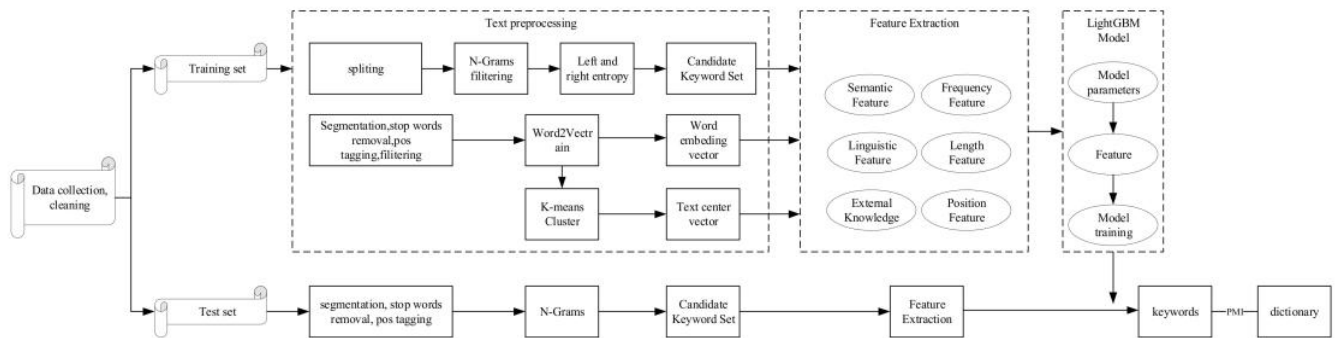 Text preprocessing
Feature Extraction
LightGBM
Model
Training set
spliting
N-Grams
filitering
Left and
right entropy
Candidate
Keyword Set
Semantic
Feature
Frequency
Feature
Model
parameters
Segmentation,stop words
removal,pos
tagging,filitering
Word2Vectr
ain
Word
embeding
vector
Linguistic
Feature
Length
Feature
Feature
Data collection,
cleaning
K-means
Cluster
Text center
vector
External
Knowledge
Position
Feature
Model
training
Test set
segmentation, stop words
removal, pos tagging
N-Grams
Candidate
Keyword Set
Feature
Extraction
keywords
PMI
dictionary